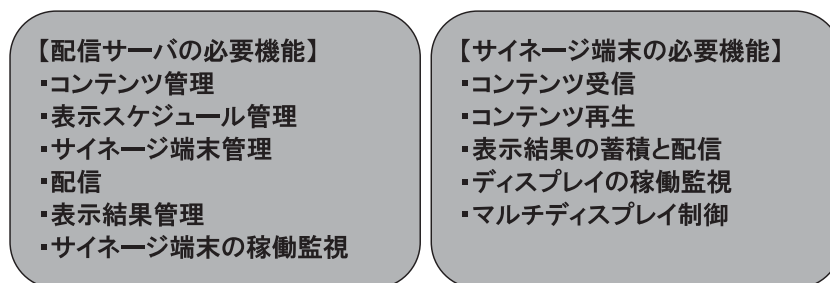 【配信サーバの必要機能】
・コンテンツ管理
・表示スケジュール管理
・サイネージ端末管理
・配信
・表示結果管理
・サイネージ端末の稼働監視
【サイネージ端末の必要機能】
・コンテンツ受信
・コンテンツ再生
・表示結果の蓄積と配信
・ディスプレイの稼働監視
・マルチディスプレイ制御